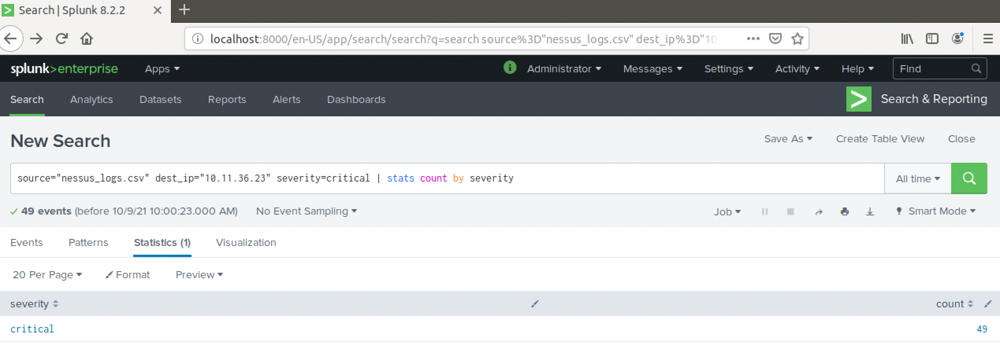 Search | Splunk 8.2.2
localhost:8000/en-US/app/search/search?q=search source%3D"nessus_logs.csv" dest_ip%3D"10
splunk>enterprise Apps Administrator Messages Settings Activity Help Find
Search Analytics Datasets Reports Alerts Dashboards Search & Reporting
New Search Save As Create Table View Close
source="nessus_logs.csv" dest_ip="10.11.36.23" severity=critical | stats count by severity All time
49 events (before 10/9/21 10:00:23.000 AM) No Event Sampling Job Smart Mode
Events Patterns Statistics (1) Visualization
20 Per Page Format Preview
severity count
critical 49